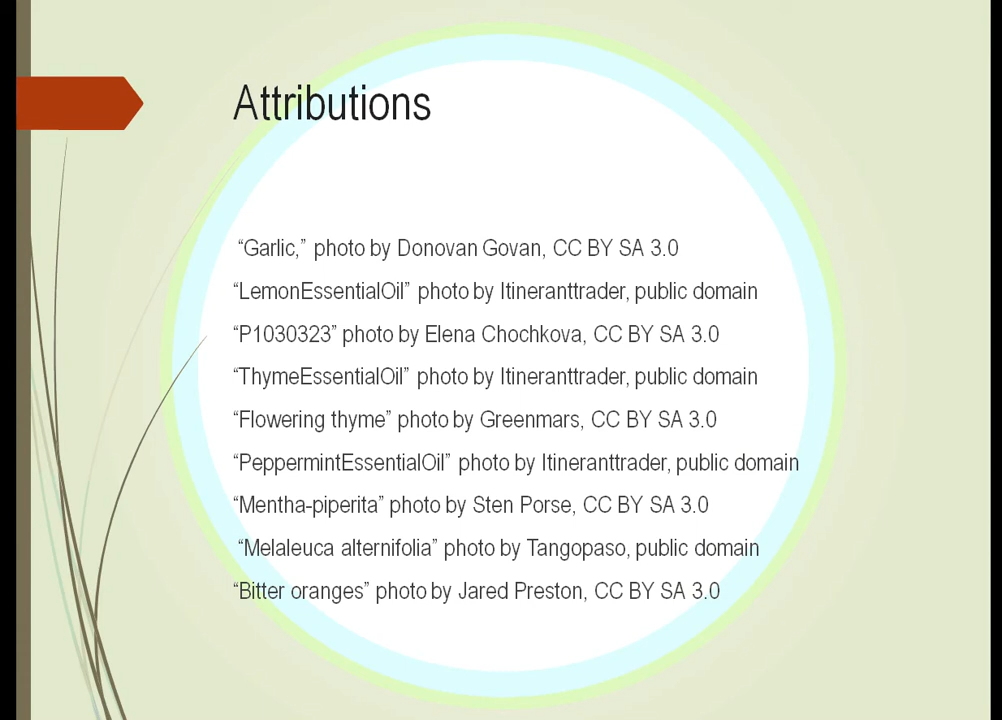 Attributions
“Garlic,” photo by Donovan Govan, CC BY SA 3.0
“LemonEssentialOil” photo by Itineranttrader, public domain
“P1030323” photo by Elena Chochkova, CC BY SA 3.0
“ThymeEssentialOil” photo by Itineranttrader, public domain
“Flowering thyme” photo by Greenmars, CC BY SA 3.0
“PeppermintEssentialOil” photo by Itineranttrader, public domain
“Mentha-piperita” photo by Sten Porse, CC BY SA 3.0
“Melaleuca alternifolia” photo by Tangopaso, public domain
“Bitter oranges” photo by Jared Preston, CC BY SA 3.0